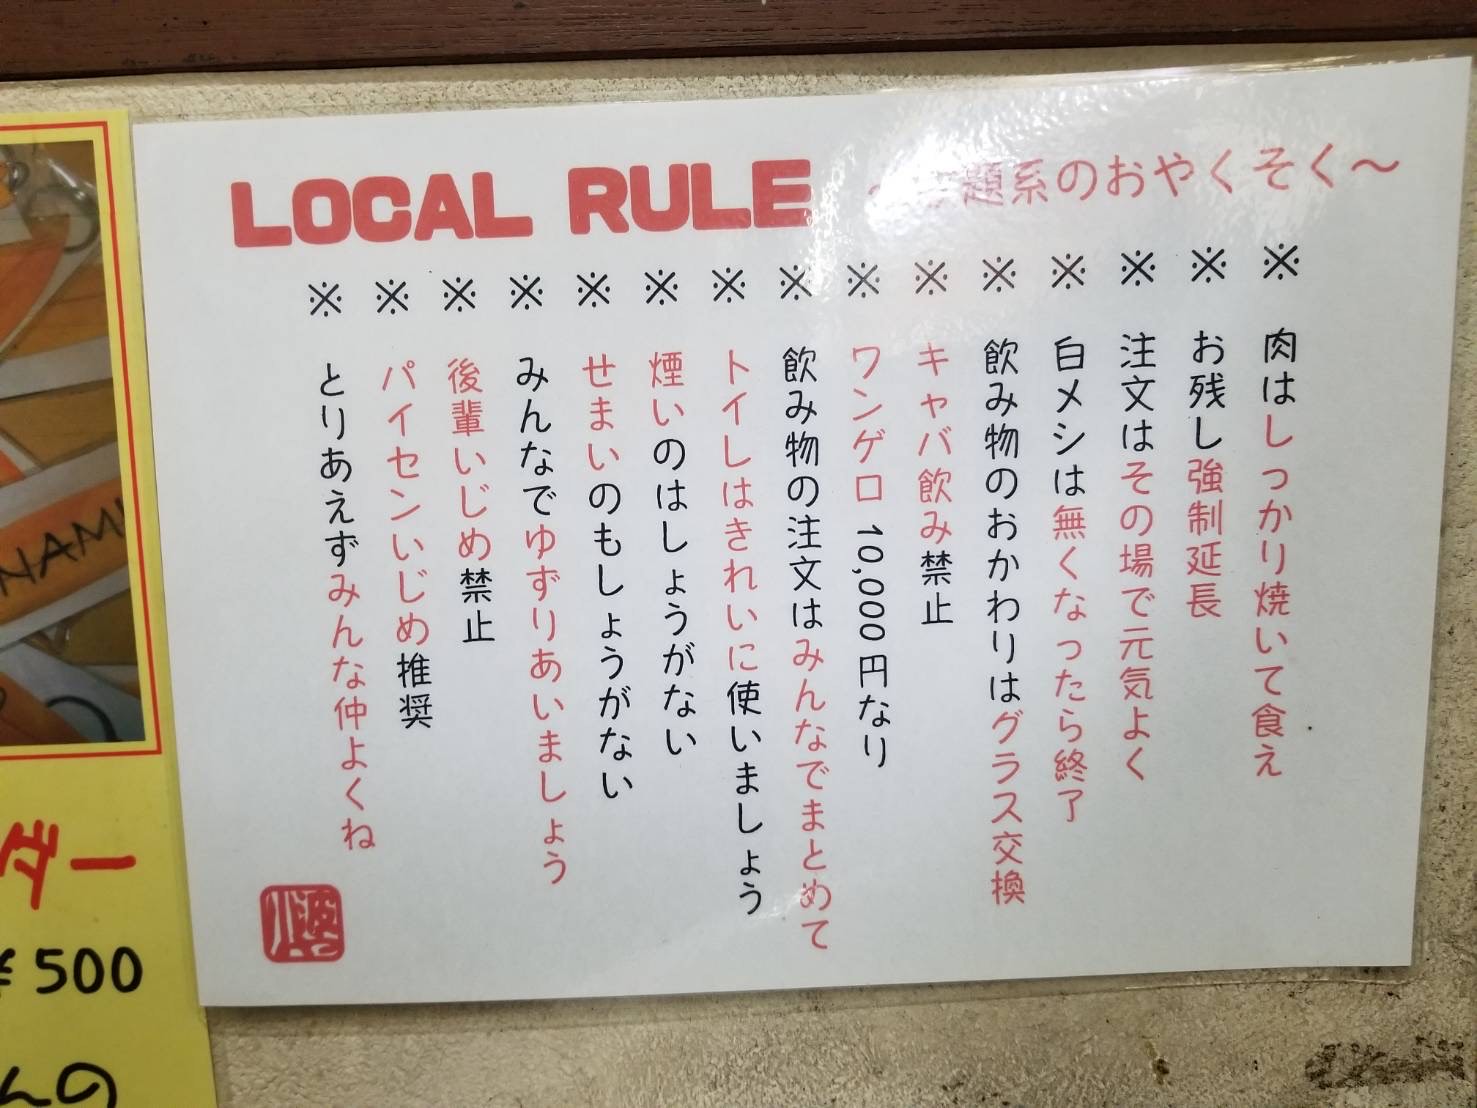 LOCAL RULE
題系のおやくそく〜
※ 肉はしっかり焼いて食え
※ お残し強制延長
※ 注文はその場で元気よく
※ 白メシは無くなったら終了
※ 飲み物のおかわりはグラス交換
※ キャバ飲み禁止
※ ワンゲロ 10,000円なり
※ 飲み物の注文はみんなでまとめて
※ トイレはきれいに使いましょう
※ 煙いのはしょうがない
※ せまいのもしょうがない
※ みんなでゆずりあいましょう
※ 後輩いじめ禁止
※ パイセンいじめ推奨
※ とりあえずみんな仲よくね
NAM
ダー
¥500
んの